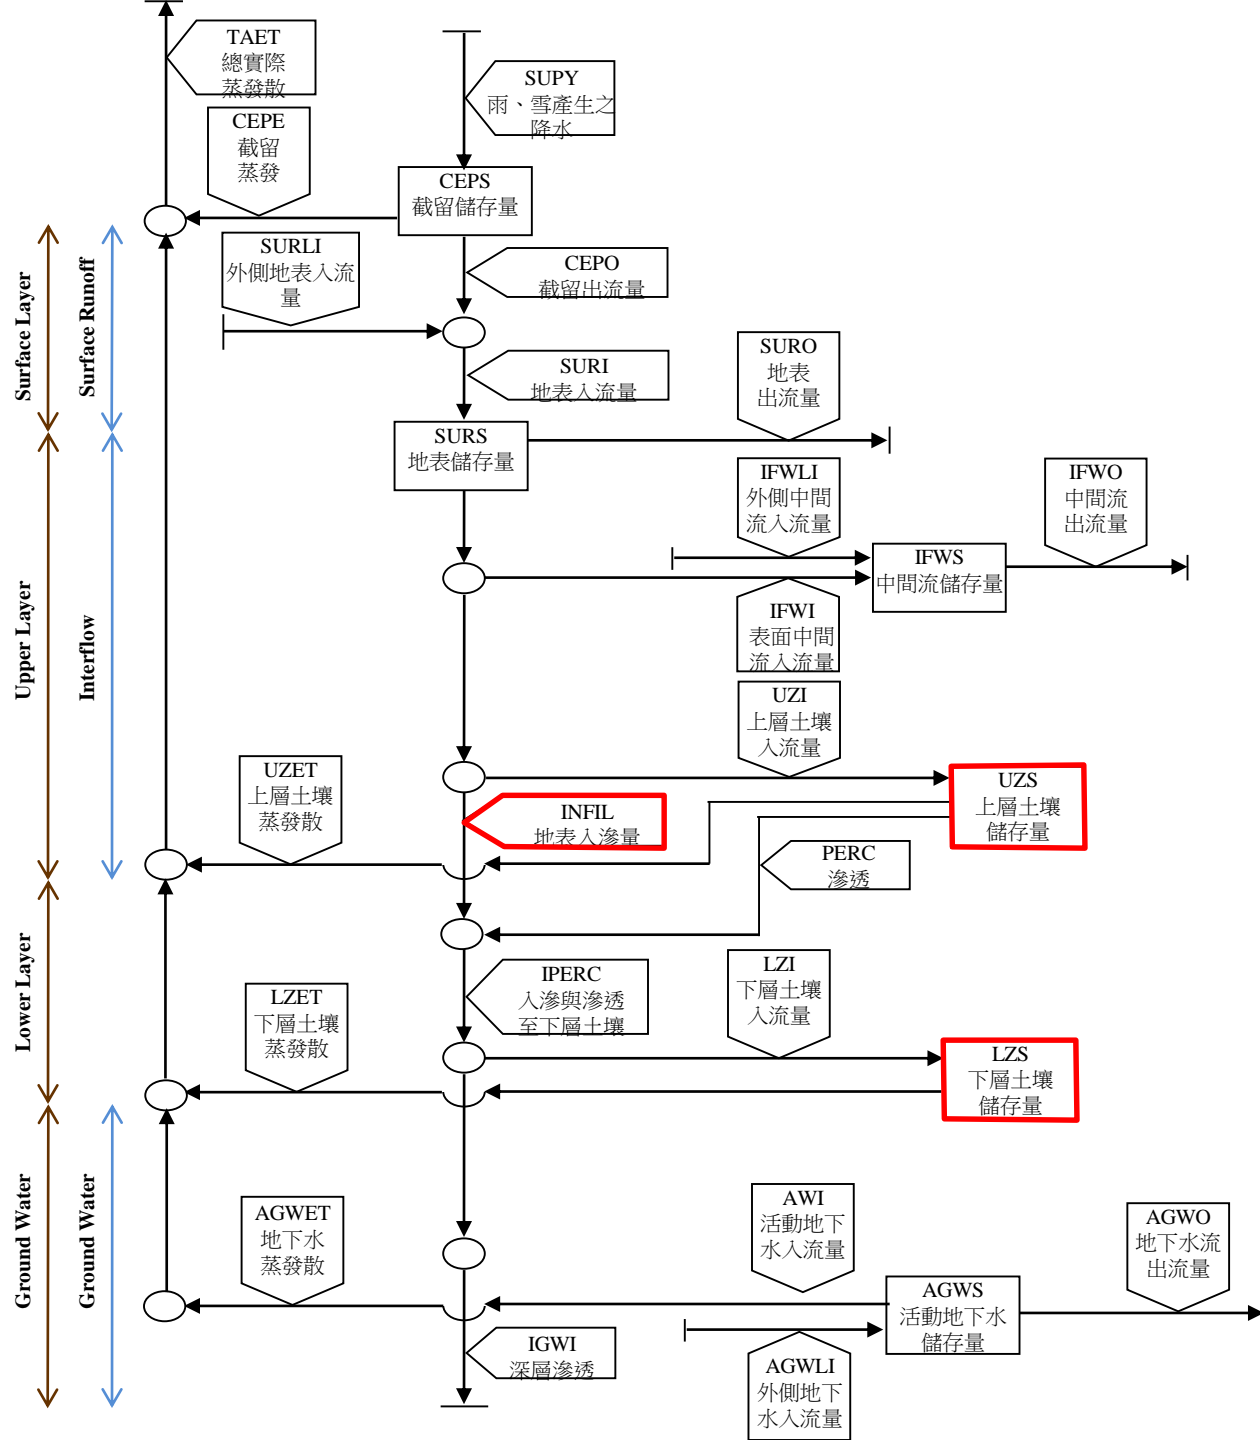 TAET
總實際
蒸發散
SUPY
雨、雪產生之
降水
CEPE
截留
蒸發
CEPS
截留儲存量
SURLI
外側地表入流
量
CEPO
截留出流量
Surface Layer
Surface Runoff
SURI
地表入流量
SURO
地表
出流量
SURS
地表儲存量
IFWLI
外側中間
流入流量
IFWO
中間流
出流量
IFWS
中間流儲存量
IFWI
表面中間
流入流量
Upper Layer
Interflow
UZI
上層土壤
入流量
UZET
上層土壤
蒸發散
INFIL
地表入滲量
UZS
上層土壤
儲存量
PERC
滲透
Lower Layer
IPERC
入滲與滲透
至下層土壤
LZI
下層土壤
入流量
LZET
下層土壤
蒸發散
LZS
下層土壤
儲存量
Ground Water
Ground Water
AGWET
地下水
蒸發散
AWI
活動地下
水入流量
AGWO
地下水流
出流量
AGWS
活動地下水
儲存量
IGWI
深層滲透
AGWLI
外側地下
水入流量